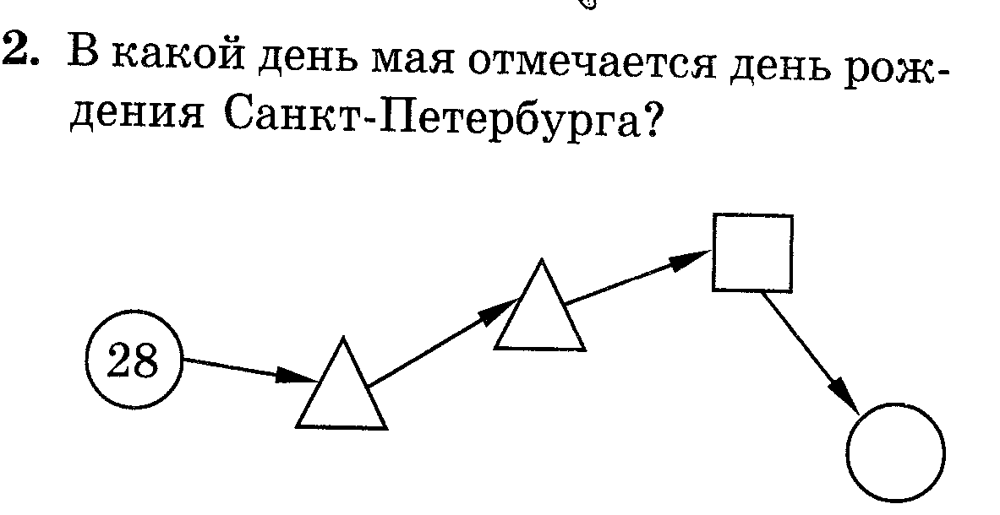 2. В какой день мая отмечается день рож-
дения Санкт-Петербурга?
28